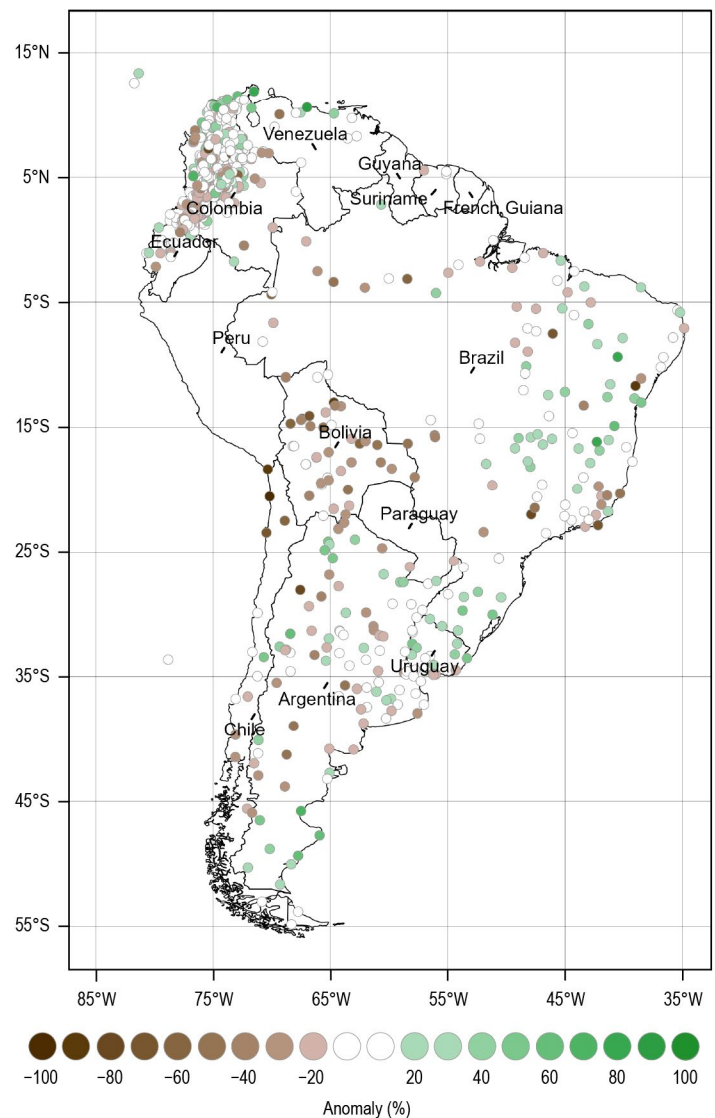 15°N
Venezuela
5°N
Guyana
Suriname
French Guiana
Colombia
Ecuador
5°S
Peru
Brazil
15°S
Bolivia
Paraguay
25°S
35°S
Uruguay
Argentina
Chile
45°S
55°S
85°W 75°W 65°W 55°W 45°W 35°W
−100 −80 −60 −40 −20 20 40 60 80 100
Anomaly (%)